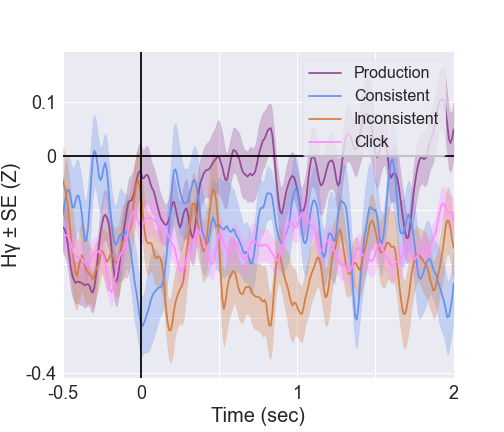 Production
Consistent
Inconsistent
Click
0.1
0
-0.4
Hγ ± SE (Z)
-0.5
0
1
2
Time (sec)